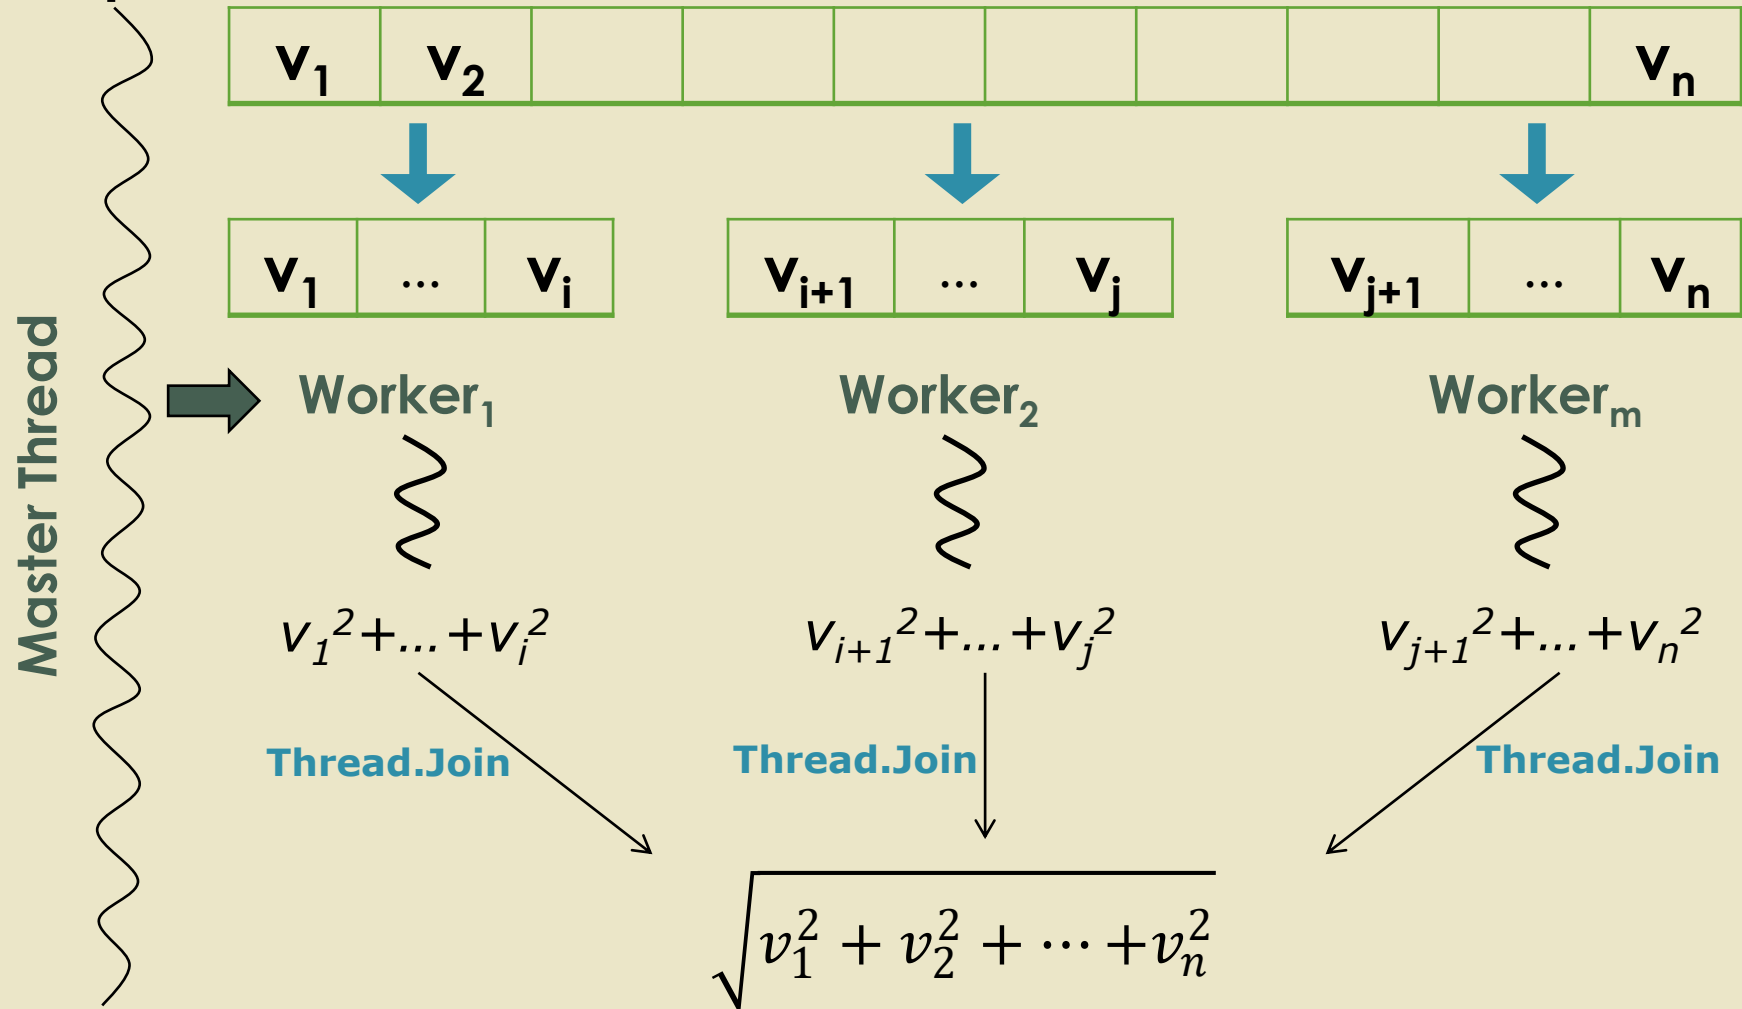 v₁ v₂ vₙ
v₁ ... vᵢ vᵢ₊₁ ... vⱼ vⱼ₊₁ ... vₙ
Master Thread
Worker₁ Worker₂ Workerₘ
v₁²+...+vᵢ² vᵢ₊₁²+...+vⱼ² vⱼ₊₁²+...+vₙ²
Thread.Join Thread.Join Thread.Join
√v₁² + v₂² + ⋯ +vₙ²